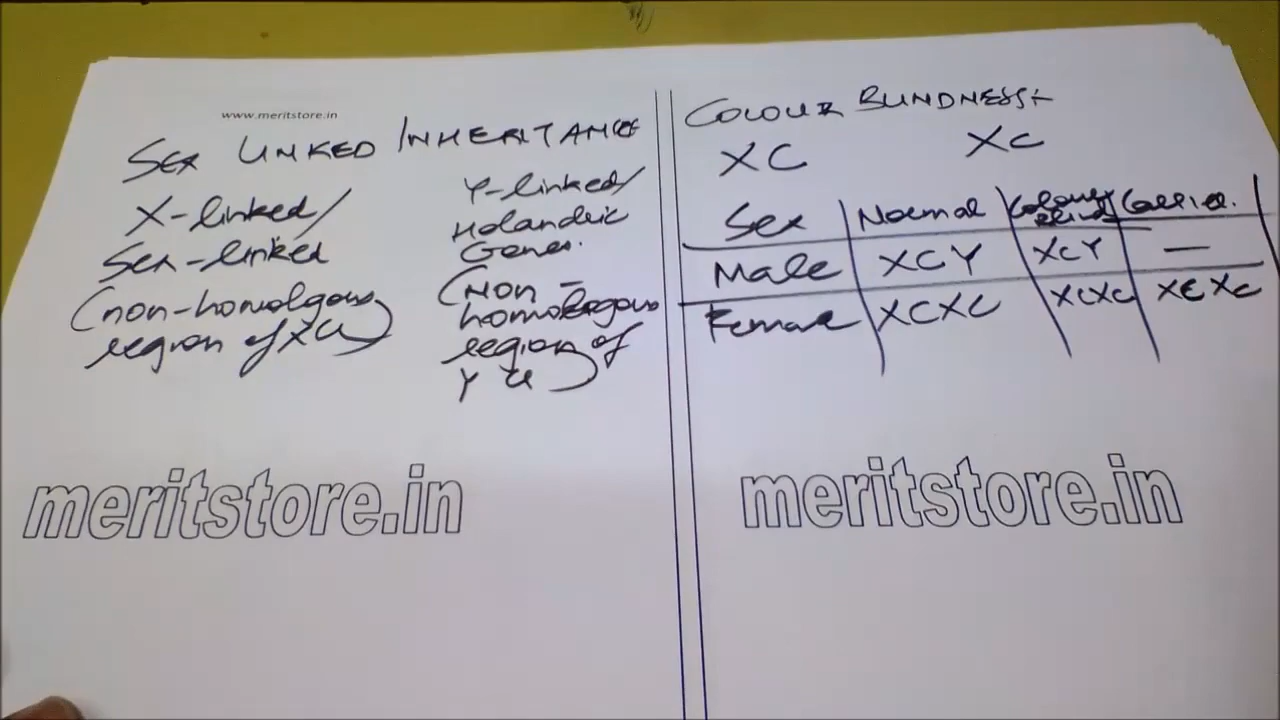 www.meritstore.in
SEX LINKED INHERITANCE
X-linked/
Sex-linked
(non-homologous
region of X
Y-linked/
Holandric
Genes.
(Non-
homologous
region of
Y
meritstore.in
COLOUR BLINDNESS
XC Xc
Sex Normal Colour blind Carrier.
Male XCY XcY —
Female XCXC XcXc XCXc
meritstore.in